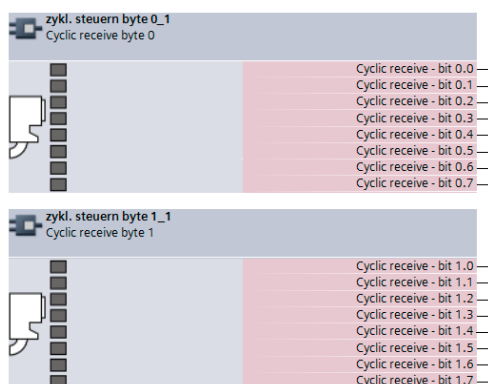 zykl. steuern byte 0_1
Cyclic receive byte 0
Cyclic receive - bit 0.0
Cyclic receive - bit 0.1
Cyclic receive - bit 0.2
Cyclic receive - bit 0.3
Cyclic receive - bit 0.4
Cyclic receive - bit 0.5
Cyclic receive - bit 0.6
Cyclic receive - bit 0.7
zykl. steuern byte 1_1
Cyclic receive byte 1
Cyclic receive - bit 1.0
Cyclic receive - bit 1.1
Cyclic receive - bit 1.2
Cyclic receive - bit 1.3
Cyclic receive - bit 1.4
Cyclic receive - bit 1.5
Cyclic receive - bit 1.6
Cyclic receive - bit 1.7